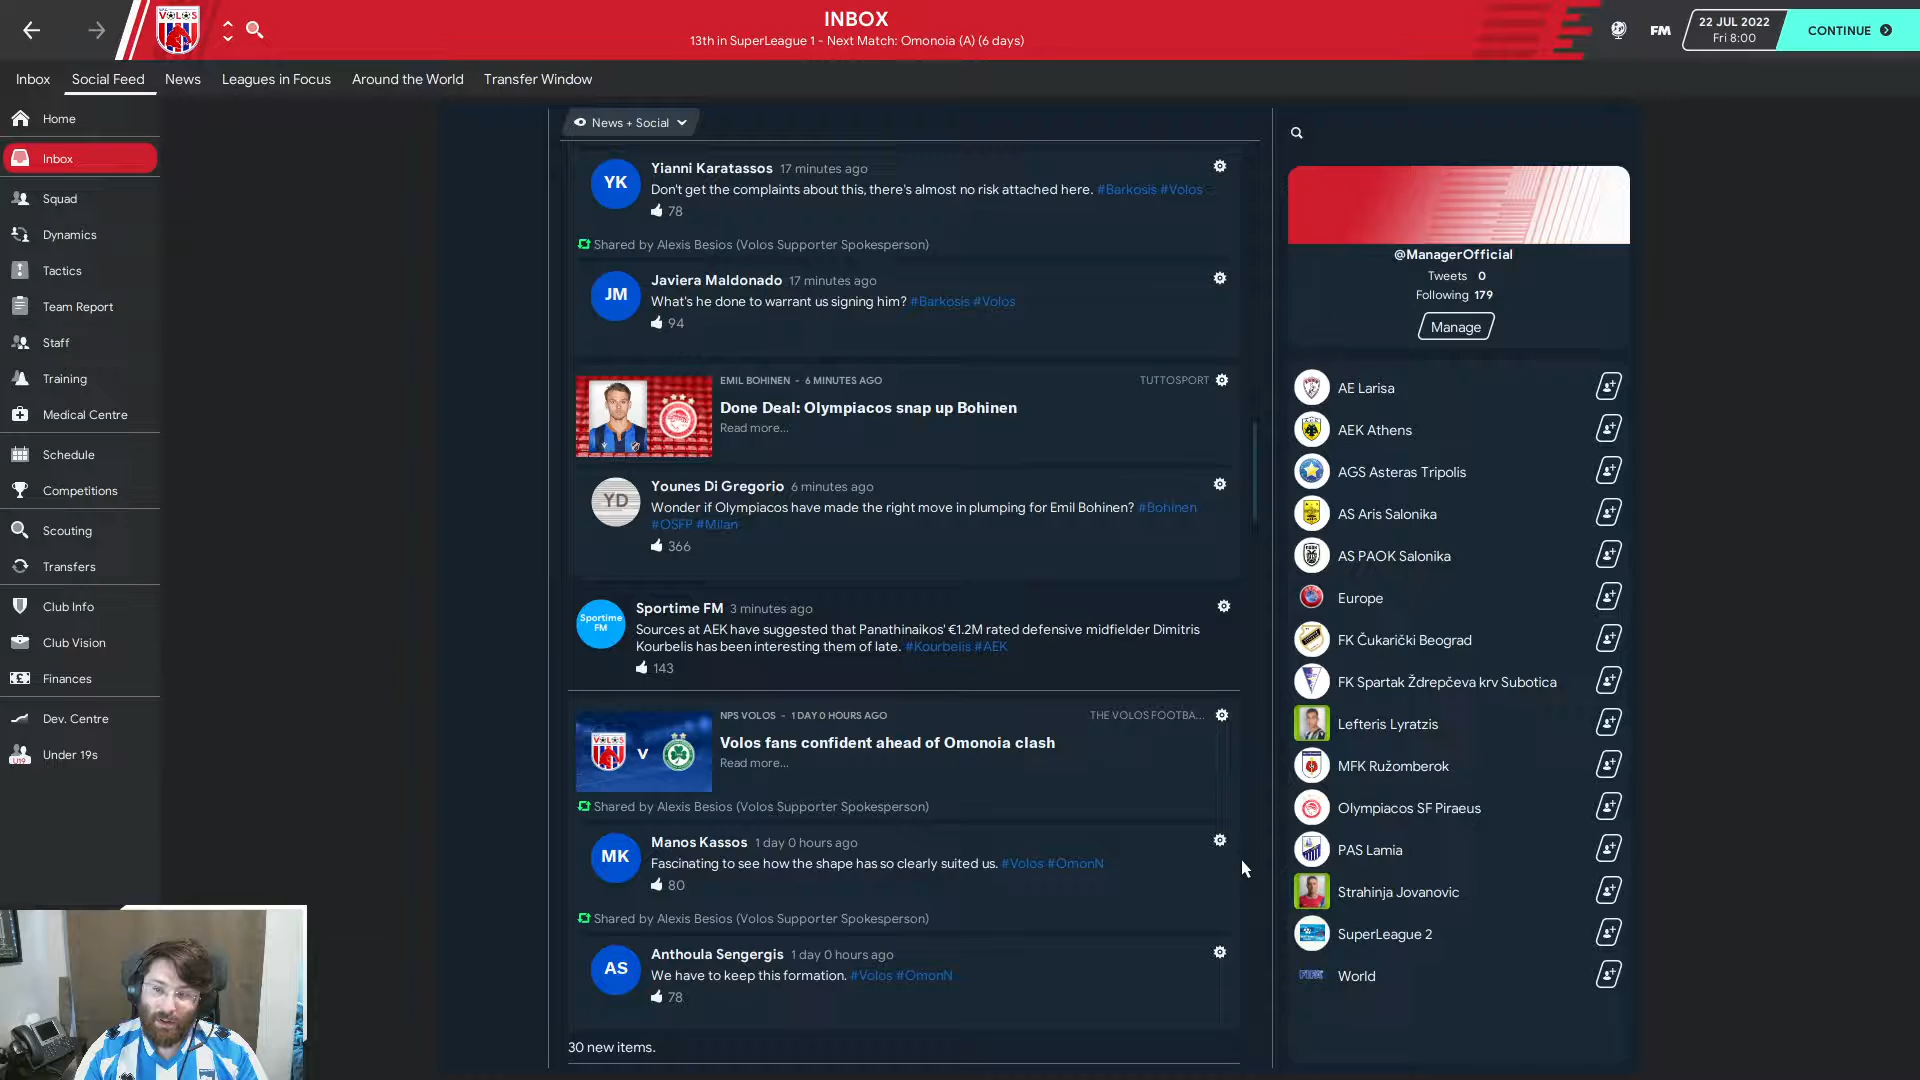 VOLOS
INBOX
13th in SuperLeague 1 - Next Match: Omonoia (A) (6 days)
FM
22 JUL 2022
Fri 8:00
CONTINUE
Inbox
Social Feed
News
Leagues in Focus
Around the World
Transfer Window
Home
Inbox
Squad
Dynamics
Tactics
Team Report
Staff
Training
Medical Centre
Schedule
Competitions
Scouting
Transfers
Club Info
Club Vision
Finances
Dev. Centre
U19
Under 19s
News + Social
YK
Yianni Karatassos 17 minutes ago
Don't get the complaints about this, there's almost no risk attached here. #Barkosis #Volos
78
Shared by Alexis Besios (Volos Supporter Spokesperson)
JM
Javiera Maldonado 17 minutes ago
What's he done to warrant us signing him? #Barkosis #Volos
94
EMIL BOHINEN - 6 MINUTES AGO
TUTTOSPORT
Done Deal: Olympiacos snap up Bohinen
Read more...
YD
Younes Di Gregorio 6 minutes ago
Wonder if Olympiacos have made the right move in plumping for Emil Bohinen? #Bohinen
#OSFP #Milan
366
Sportime
FM
Sportime FM 3 minutes ago
Sources at AEK have suggested that Panathinaikos' €1.2M rated defensive midfielder Dimitris
Kourbelis has been interesting them of late. #Kourbelis #AEK
143
NPS VOLOS - 1 DAY 0 HOURS AGO
THE VOLOS FOOTBA...
VOLOS
V
Volos fans confident ahead of Omonoia clash
Read more...
Shared by Alexis Besios (Volos Supporter Spokesperson)
MK
Manos Kassos 1 day 0 hours ago
Fascinating to see how the shape has so clearly suited us. #Volos #OmonN
80
Shared by Alexis Besios (Volos Supporter Spokesperson)
AS
Anthoula Sengergis 1 day 0 hours ago
We have to keep this formation. #Volos #OmonN
78
30 new items.
@ManagerOfficial
Tweets 0
Following 179
Manage
AE Larisa
AEK Athens
AGS Asteras Tripolis
AS Aris Salonika
AS PAOK Salonika
Europe
FK Čukarički Beograd
FK Spartak Ždrepčeva krv Subotica
Lefteris Lyratzis
MFK Ružomberok
Olympiacos SF Piraeus
PAS Lamia
Strahinja Jovanovic
SuperLeague 2
FIFA
World